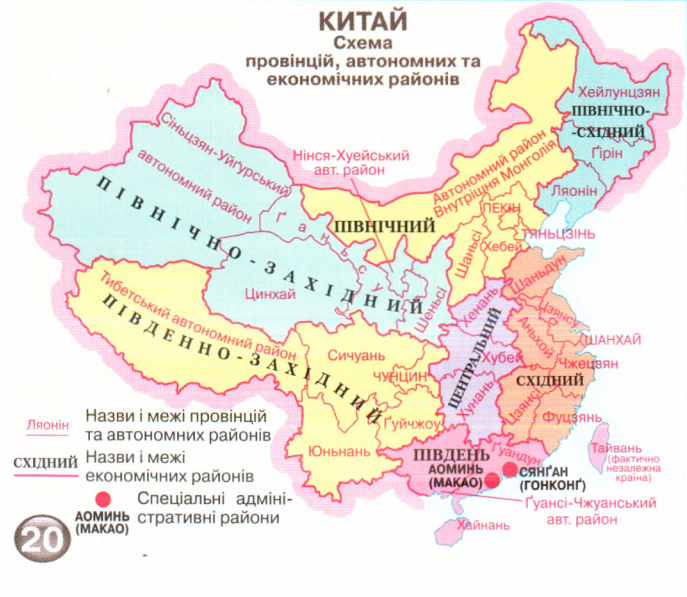 КИТАЙ
Схема
провінцій, автономних та
економічних районів
Хейлунцзян
ПІВНІЧНО-
-СХІДНИЙ
Ґірін
Ляонін
Сіньцзян-Уйґурський
автономний район
Нінся-Хуейський
авт. район
Автономний район
Внутрішня Монголія
ПІВНІЧНИЙ
ПЕКІН
ТЯНЬЦЗІНЬ
Хебей
Шаньсі
ПІВНІЧНО-ЗАХІДНИЙ
Ґаньсу
Цинхай
Шеньсі
Шаньдун
Цзянсу
Аньхой
ШАНХАЙ
Чжецзян
СХІДНИЙ
Цзянсі
Фуцзянь
Хенань
ЦЕНТРАЛЬНИЙ
Хубей
Хунань
Тибетський автономний район
ПІВДЕННО-ЗАХІДНИЙ
Сичуань
ЧУНЦИН
Ґуйчжоу
Юньнань
ПІВДЕНЬ
Ґуандун
АОМИНЬ
(МАКАО)
СЯНҐАН
(ГОНКОНҐ)
Тайвань
(фактично
незалежна
країна)
Ґуансі-Чжуанський
авт. район
Хайнань
Ляонін
Назви і межі провінцій
та автономних районів
СХІДНИЙ
Назви і межі
економічних районів
АОМИНЬ
(МАКАО)
Спеціальні адміні-
стративні райони
20